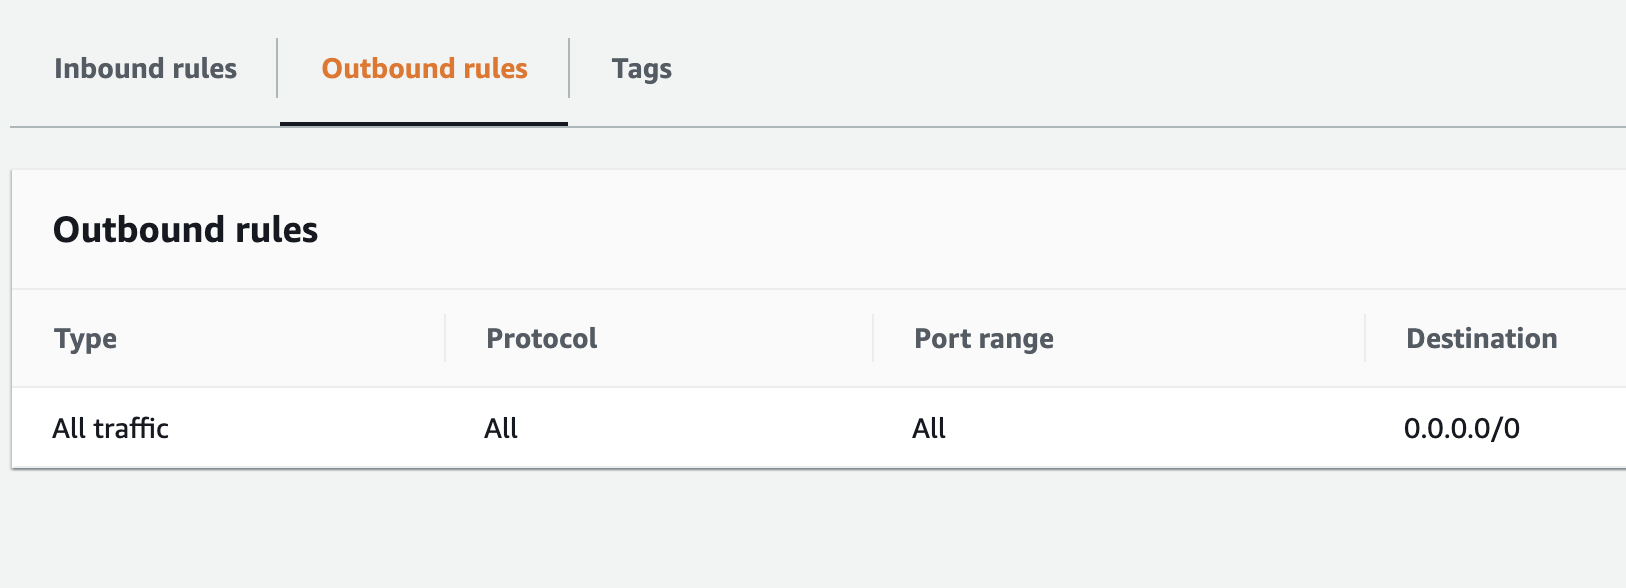 Inbound rules Outbound rules Tags
Outbound rules
Type Protocol Port range Destination
All traffic All All 0.0.0.0/0